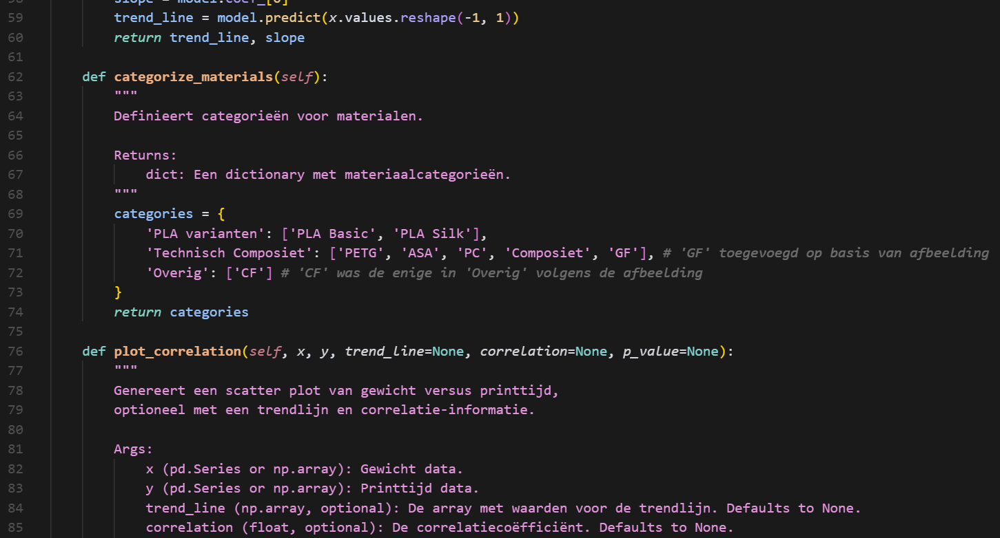 58 slope = model.coef_[0]
59 trend_line = model.predict(x.values.reshape(-1, 1))
60 return trend_line, slope
61
62 def categorize_materials(self):
63 """
64 Definieert categorieën voor materialen.
65
66 Returns:
67 dict: Een dictionary met materiaalcategorieën.
68 """
69 categories = {
70 'PLA varianten': ['PLA Basic', 'PLA Silk'],
71 'Technisch Composiet': ['PETG', 'ASA', 'PC', 'Composiet', 'GF'], # 'GF' toegevoegd op basis van afbeelding
72 'Overig': ['CF'] # 'CF' was de enige in 'Overig' volgens de afbeelding
73 }
74 return categories
75
76 def plot_correlation(self, x, y, trend_line=None, correlation=None, p_value=None):
77 """
78 Genereert een scatter plot van gewicht versus printtijd,
79 optioneel met een trendlijn en correlatie-informatie.
80
81 Args:
82 x (pd.Series or np.array): Gewicht data.
83 y (pd.Series or np.array): Printtijd data.
84 trend_line (np.array, optional): De array met waarden voor de trendlijn. Defaults to None.
85 correlation (float, optional): De correlatiecoëfficiënt. Defaults to None.